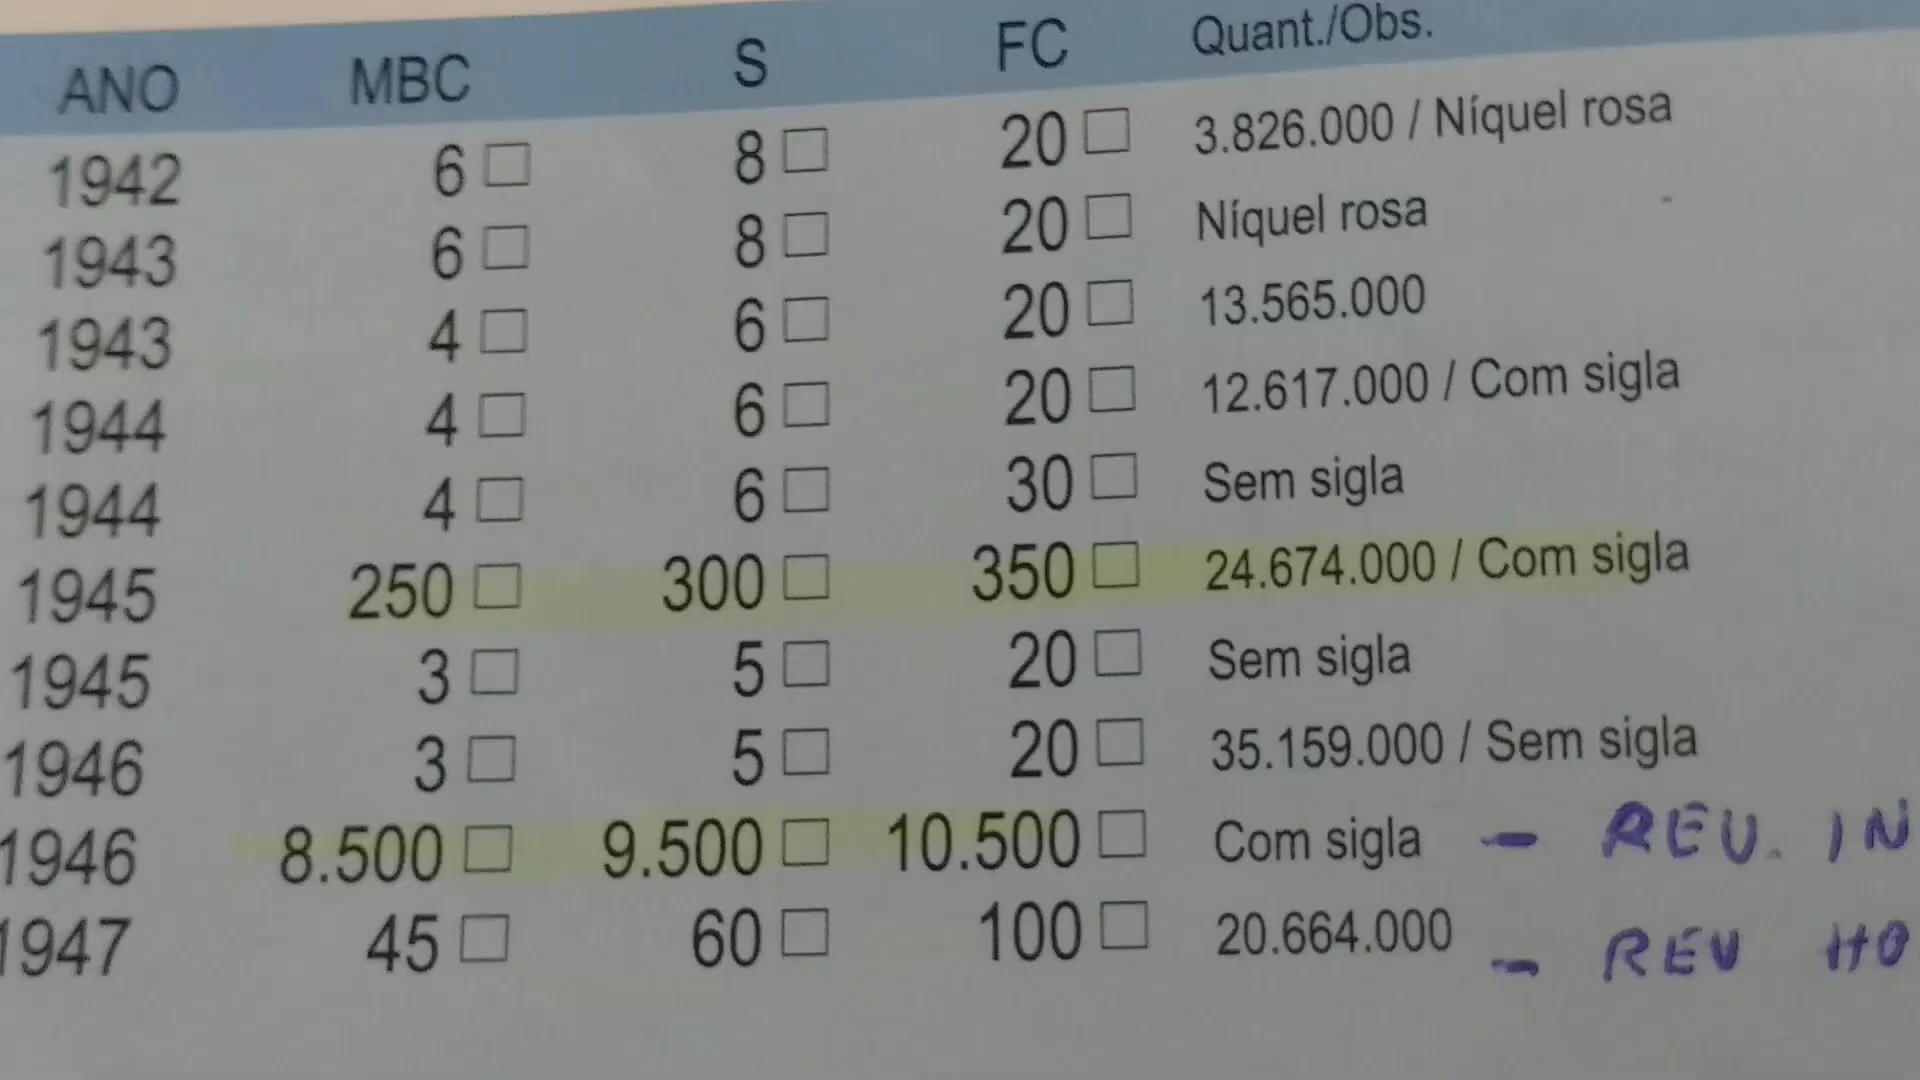 ANO MBC S FC Quant./Obs.
1942 6 8 20 3.826.000 / Níquel rosa
1943 6 8 20 Níquel rosa
1943 4 6 20 13.565.000
1944 4 6 20 12.617.000 / Com sigla
1944 4 6 30 Sem sigla
1945 250 300 350 24.674.000 / Com sigla
1945 3 5 20 Sem sigla
1946 3 5 20 35.159.000 / Sem sigla
1946 8.500 9.500 10.500 Com sigla - REV. IN
1947 45 60 100 20.664.000 - REV HO